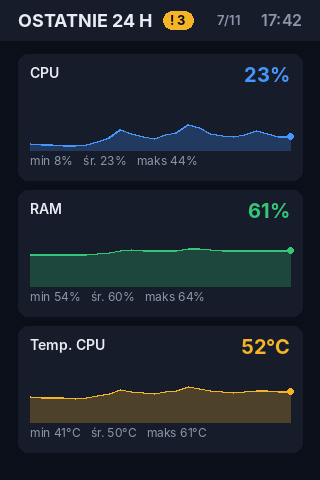 OSTATNIE 24 H ! 3 7/11 17:42
CPU 23%
min 8% śr. 23% maks 44%
RAM 61%
min 54% śr. 60% maks 64%
Temp. CPU 52°C
min 41°C śr. 50°C maks 61°C